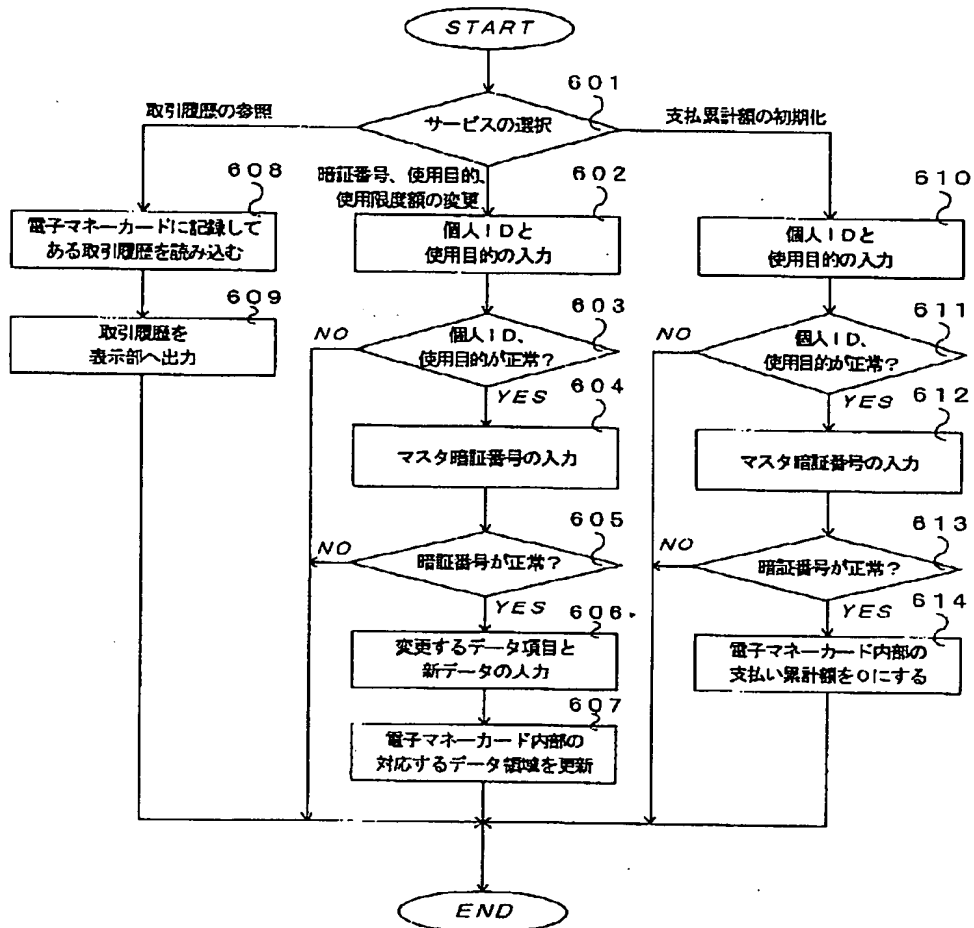 START
601
サービスの選択
取引履歴の参照
608
電子マネーカードに記録して
ある取引履歴を読み込む
609
取引履歴を
表示部へ出力
暗証番号、使用目的、
使用限度額の変更
602
個人IDと
使用目的の入力
603
個人ID、
使用目的が正常?
NO
YES
604
マスタ暗証番号の入力
605
暗証番号が正常?
NO
YES
606.
変更するデータ項目と
新データの入力
607
電子マネーカード内部の
対応するデータ領域を更新
支払累計額の初期化
610
個人IDと
使用目的の入力
611
個人ID、
使用目的が正常?
NO
YES
612
マスタ暗証番号の入力
613
暗証番号が正常?
NO
YES
614
電子マネーカード内部の
支払い累計額を0にする
END